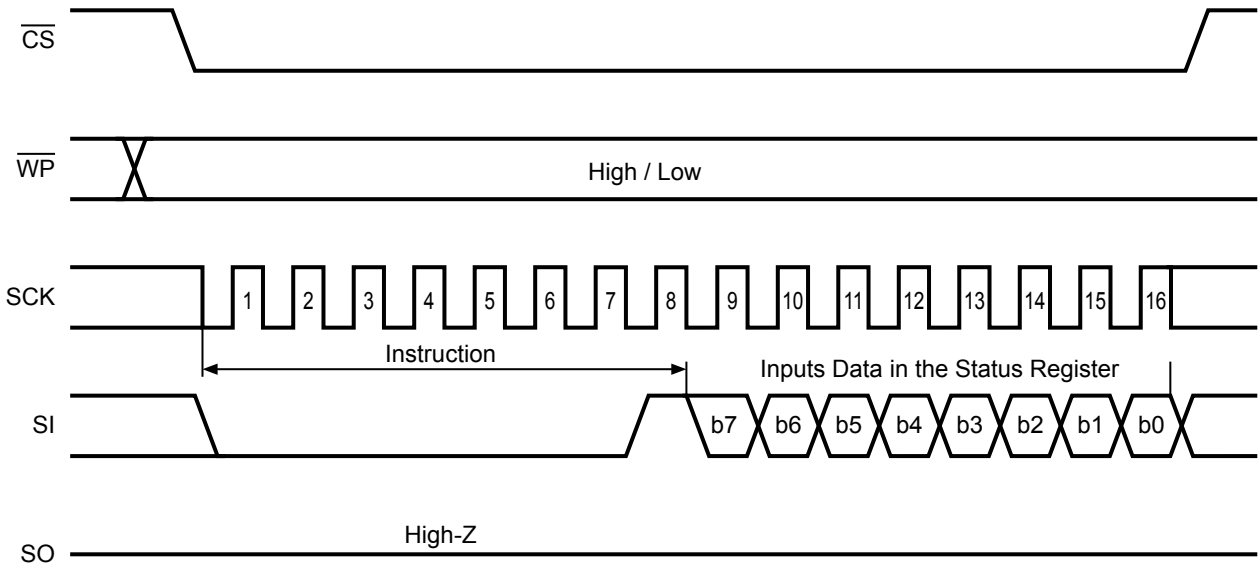 CS
WP
High / Low
SCK
1 2 3 4 5 6 7 8 9 10 11 12 13 14 15 16
Instruction
Inputs Data in the Status Register
SI
b7 b6 b5 b4 b3 b2 b1 b0
High-Z
SO